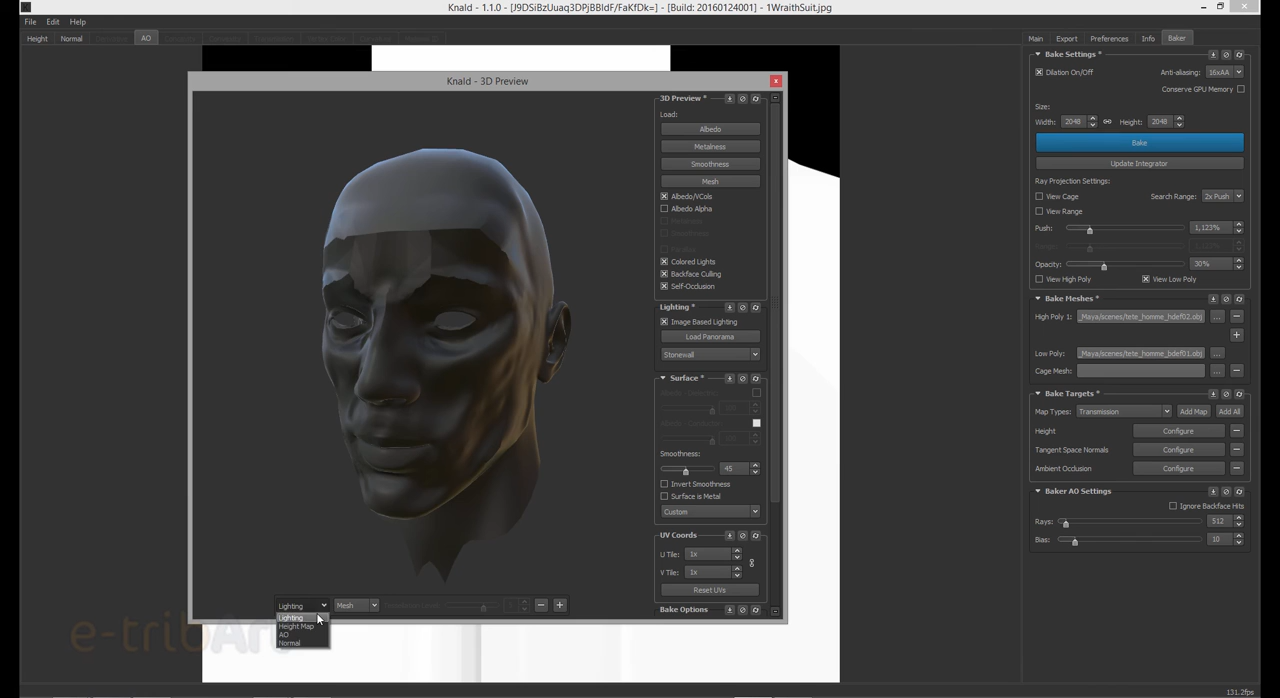 Knald - 1.1.0 - [J9DSiBzUuaq3DPjBBldF/FaKfDk=] - [Build: 20160124001] - 1WraithSuit.jpg
File Edit Help
Height Normal AO
Main Export Preferences Info Baker
Knald - 3D Preview
3D Preview *
Load:
Albedo
Metalness
Smoothness
Mesh
Albedo/VCols
Albedo Alpha
Colored Lights
Backface Culling
Self-Occlusion
Lighting *
Image Based Lighting
Load Panorama
Stonewall
Surface *
Smoothness:
45
Invert Smoothness
Surface is Metal
Custom
UV Coords
U Tile: 1x
V Tile: 1x
Reset UVs
Bake Options
Lighting Mesh
Lighting
Height Map
AO
Normal
e-tribArt
Bake Settings *
Dilation On/Off Anti-aliasing: 16xAA
Conserve GPU Memory
Size:
Width: 2048 Height: 2048
Bake
Update Integrator
Ray Projection Settings:
View Cage Search Range: 2x Push
View Range
Push: 1,123%
Opacity: 30%
View High Poly View Low Poly
Bake Meshes *
High Poly 1: _Maya/scenes/tete_homme_hdef02.obj ...
Low Poly: _Maya/scenes/tete_homme_bdef01.obj ...
Cage Mesh: ...
Bake Targets *
Map Types: Transmission Add Map Add All
Height Configure
Tangent Space Normals Configure
Ambient Occlusion Configure
Baker AO Settings
Ignore Backface Hits
Rays: 512
Bias: 10
131.2fps